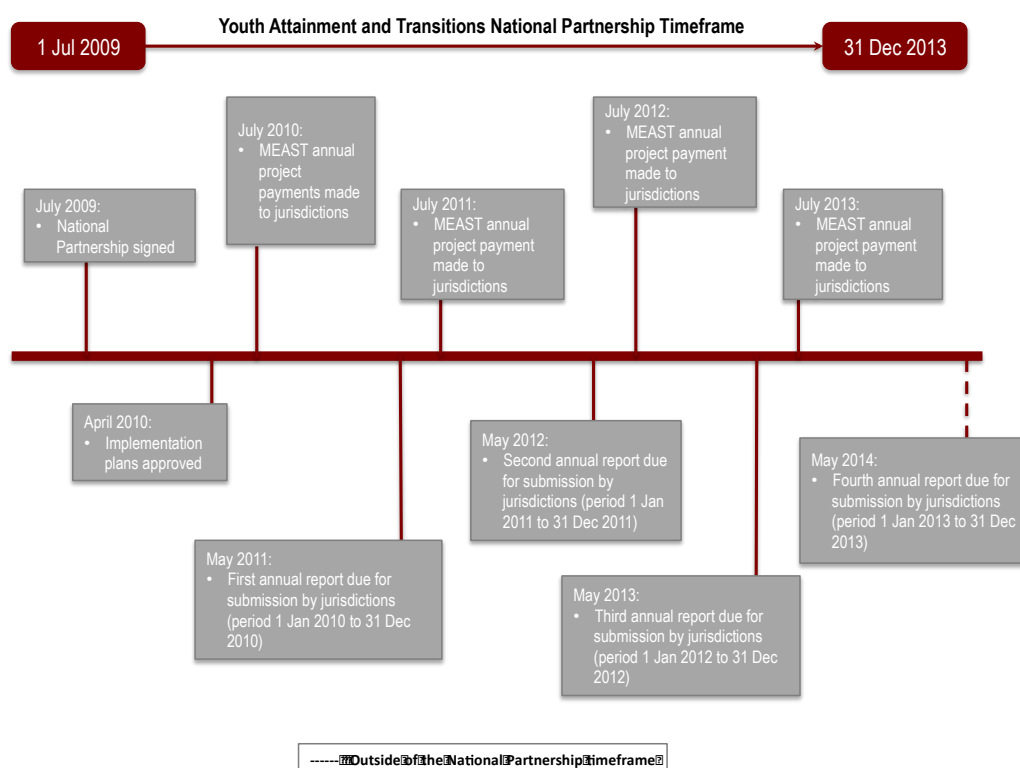 Youth Attainment and Transitions National Partnership Timeframe
1 Jul 2009
31 Dec 2013
July 2009:
• National
Partnership signed
July 2010:
• MEAST annual
project
payments made
to jurisdictions
July 2011:
• MEAST annual
project payment
made to
jurisdictions
July 2012:
• MEAST annual
project payment
made to
jurisdictions
July 2013:
• MEAST annual
project payment
made to
jurisdictions
April 2010:
• Implementation
plans approved
May 2011:
• First annual report due for
submission by jurisdictions
(period 1 Jan 2010 to 31 Dec
2010)
May 2012:
• Second annual report due
for submission by
jurisdictions (period 1 Jan
2011 to 31 Dec 2011)
May 2013:
• Third annual report due for
submission by jurisdictions
(period 1 Jan 2012 to 31 Dec
2012)
May 2014:
• Fourth annual report due for
submission by jurisdictions
(period 1 Jan 2013 to 31 Dec
2013)
------ Outside of the National Partnership timeframe